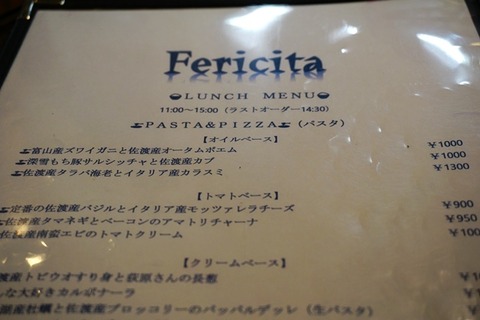 Fericita
LUNCH MENU
11:00～15:00（ラストオーダー14:30）
PASTA&PIZZA（パスタ）
【オイルベース】
富山産ズワイガニと佐渡産オータムポエム ￥1000
深雪もち豚サルシッチャと佐渡産カブ ￥1000
佐渡産タラバ海老とイタリア産カラスミ ￥1300
【トマトベース】
定番の佐渡産バジルとイタリア産モッツァレラチーズ ￥900
佐渡産タマネギとベーコンのアマトリチャーナ ￥950
佐渡産南蛮エビのトマトクリーム ￥100
【クリームベース】
渡産トビウオすり身と荻原さんの長葱
な大好きカルボナーラ
産牡蠣と佐渡産ブロッコリーのパッパルデッレ（生パスタ）